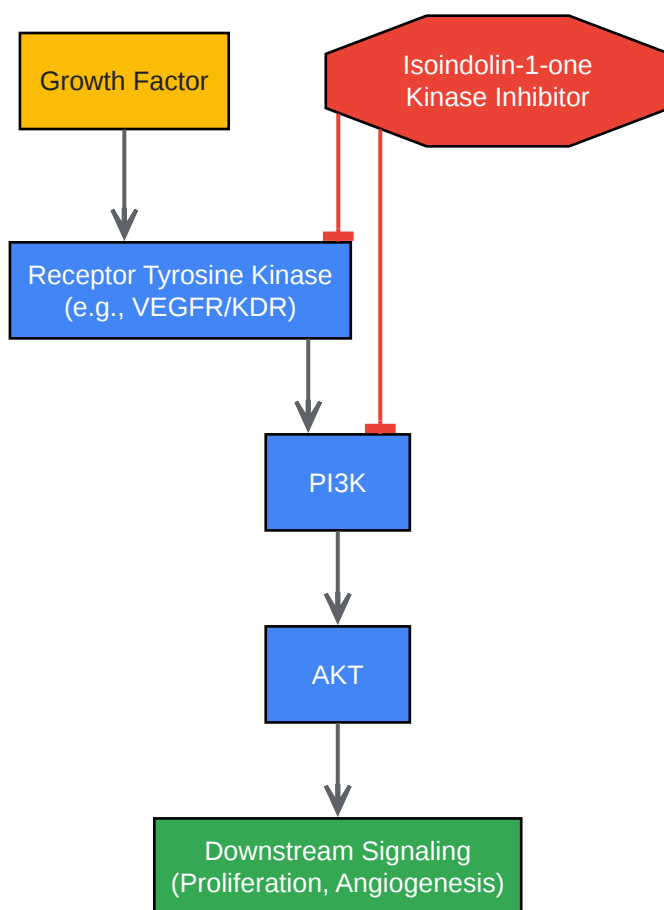 Growth Factor
Isoindolin-1-one
Kinase Inhibitor
Receptor Tyrosine Kinase
(e.g., VEGFR/KDR)
PI3K
AKT
Downstream Signaling
(Proliferation, Angiogenesis)